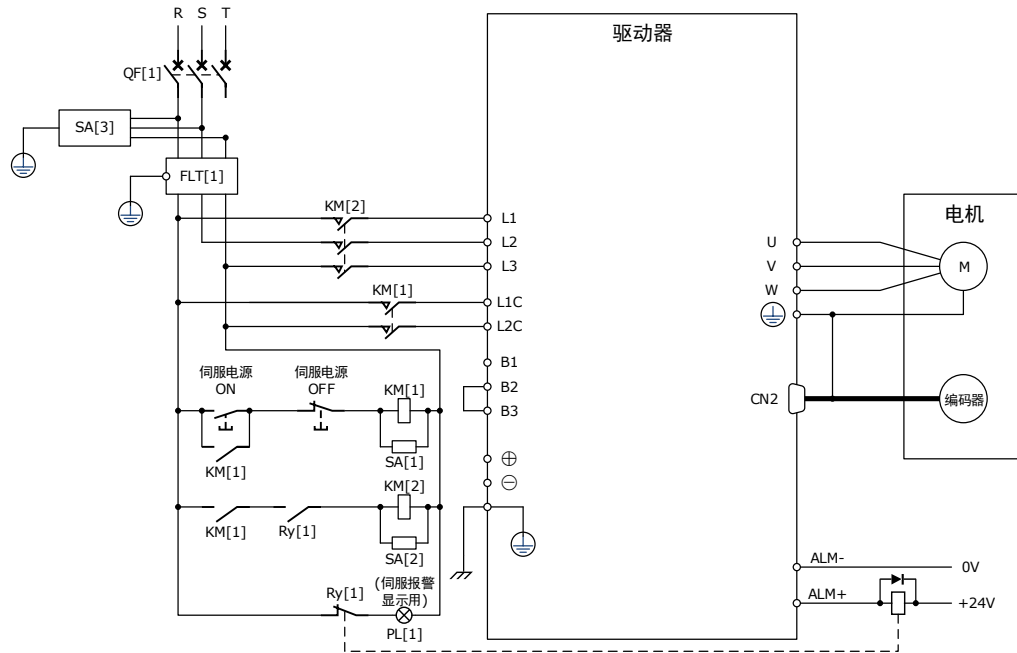 R S T
驱动器
QF[1]
SA[3]
FLT[1]
KM[2]
L1
L2
L3
KM[1]
L1C
L2C
B1
B2
B3
电机
U
V
W
M
CN2
编码器
伺服电源
ON
伺服电源
OFF
KM[1]
KM[1]
SA[1]
KM[2]
KM[1]
Ry[1]
SA[2]
Ry[1]
(伺服报警
显示用)
PL[1]
ALM-
0V
ALM+
+24V